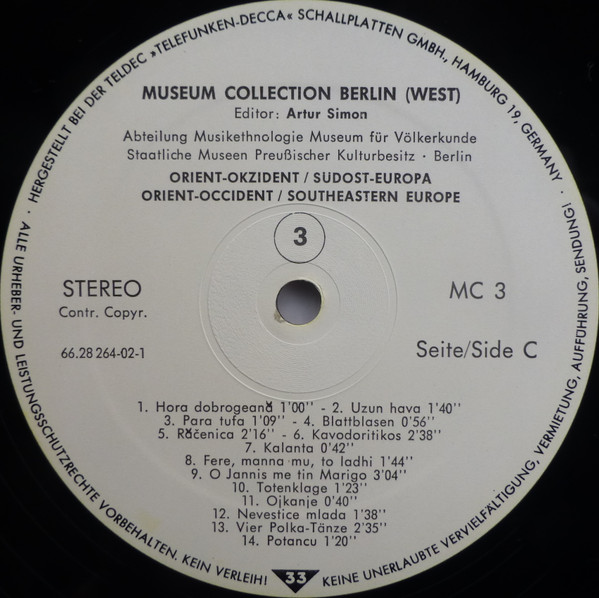 HERGESTELLT BEI DER TELDEC »TELEFUNKEN-DECCA« SCHALLPLATTEN GMBH., HAMBURG 19, GERMANY ·
MUSEUM COLLECTION BERLIN (WEST)
Editor: Artur Simon
Abteilung Musikethnologie Museum für Völkerkunde
Staatliche Museen Preußischer Kulturbesitz · Berlin
ORIENT-OKZIDENT / SÜDOST-EUROPA
ORIENT-OCCIDENT / SOUTHEASTERN EUROPE
3
STEREO
Contr. Copyr.
MC 3
66.28 264-02-1
Seite/Side C
1. Hora dobrogeană 1'00'' - 2. Uzun hava 1'40''
3. Para tufa 1'09'' - 4. Blattblasen 0'56''
5. Răčenica 2'16'' - 6. Kavodoritikos 2'38''
7. Kalanta 0'42''
8. Fere, manna mu, to ladhi 1'44''
9. O Jannis me tin Marigo 3'04''
10. Totenklage 1'23''
11. Ojkanje 0'40''
12. Nevestice mlada 1'38''
13. Vier Polka-Tänze 2'35''
14. Potancu 1'20''
· ALLE URHEBER- UND LEISTUNGSSCHUTZRECHTE VORBEHALTEN. KEIN VERLEIH! 33 KEINE UNERLAUBTE VERVIELFÄLTIGUNG, VERMIETUNG, AUFFÜHRUNG, SENDUNG!